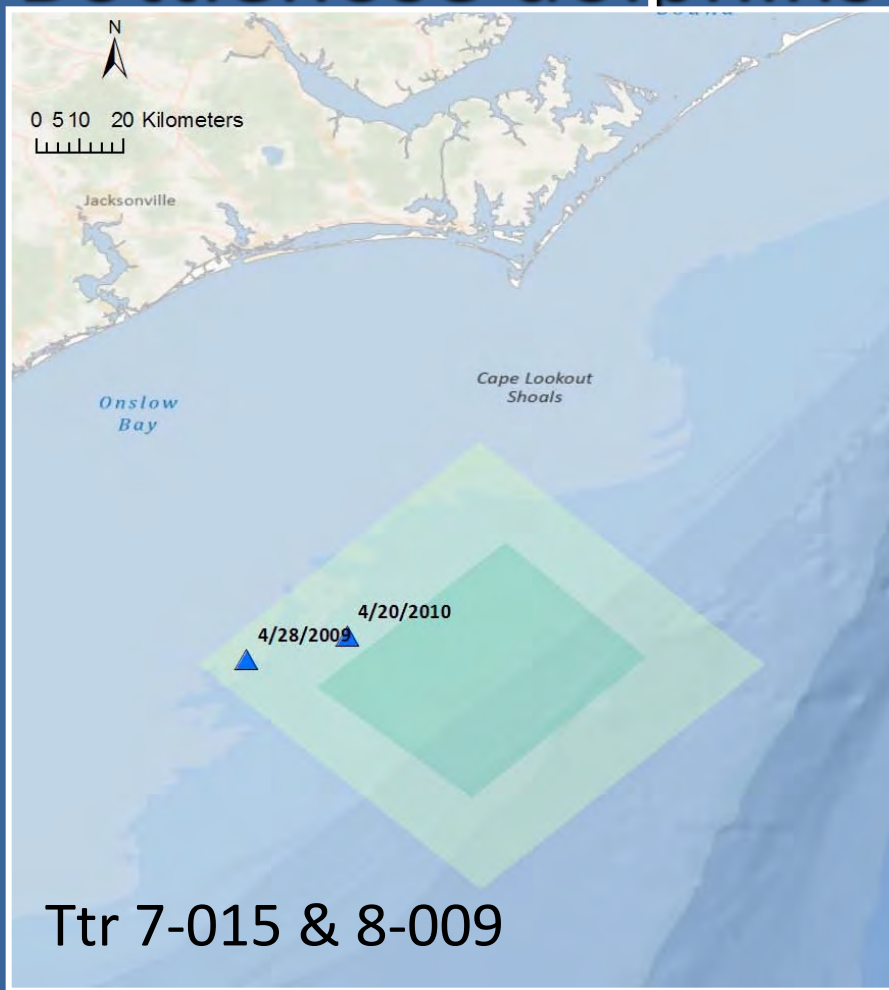 N
0 5 10 20 Kilometers
Jacksonville
Cape Lookout
Shoals
Onslow
Bay
4/20/2010
4/28/2009
Ttr 7-015 & 8-009